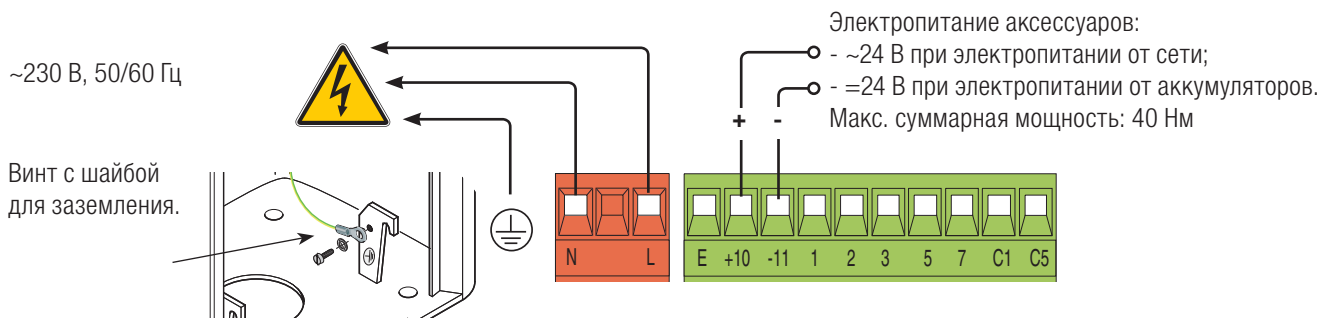 Электропитание аксессуаров:
- ~24 В при электропитании от сети;
- =24 В при электропитании от аккумуляторов.
Макс. суммарная мощность: 40 Нм
~230 В, 50/60 Гц
+ -
Винт с шайбой
для заземления.
N L
E +10 -11 1 2 3 5 7 C1 C5